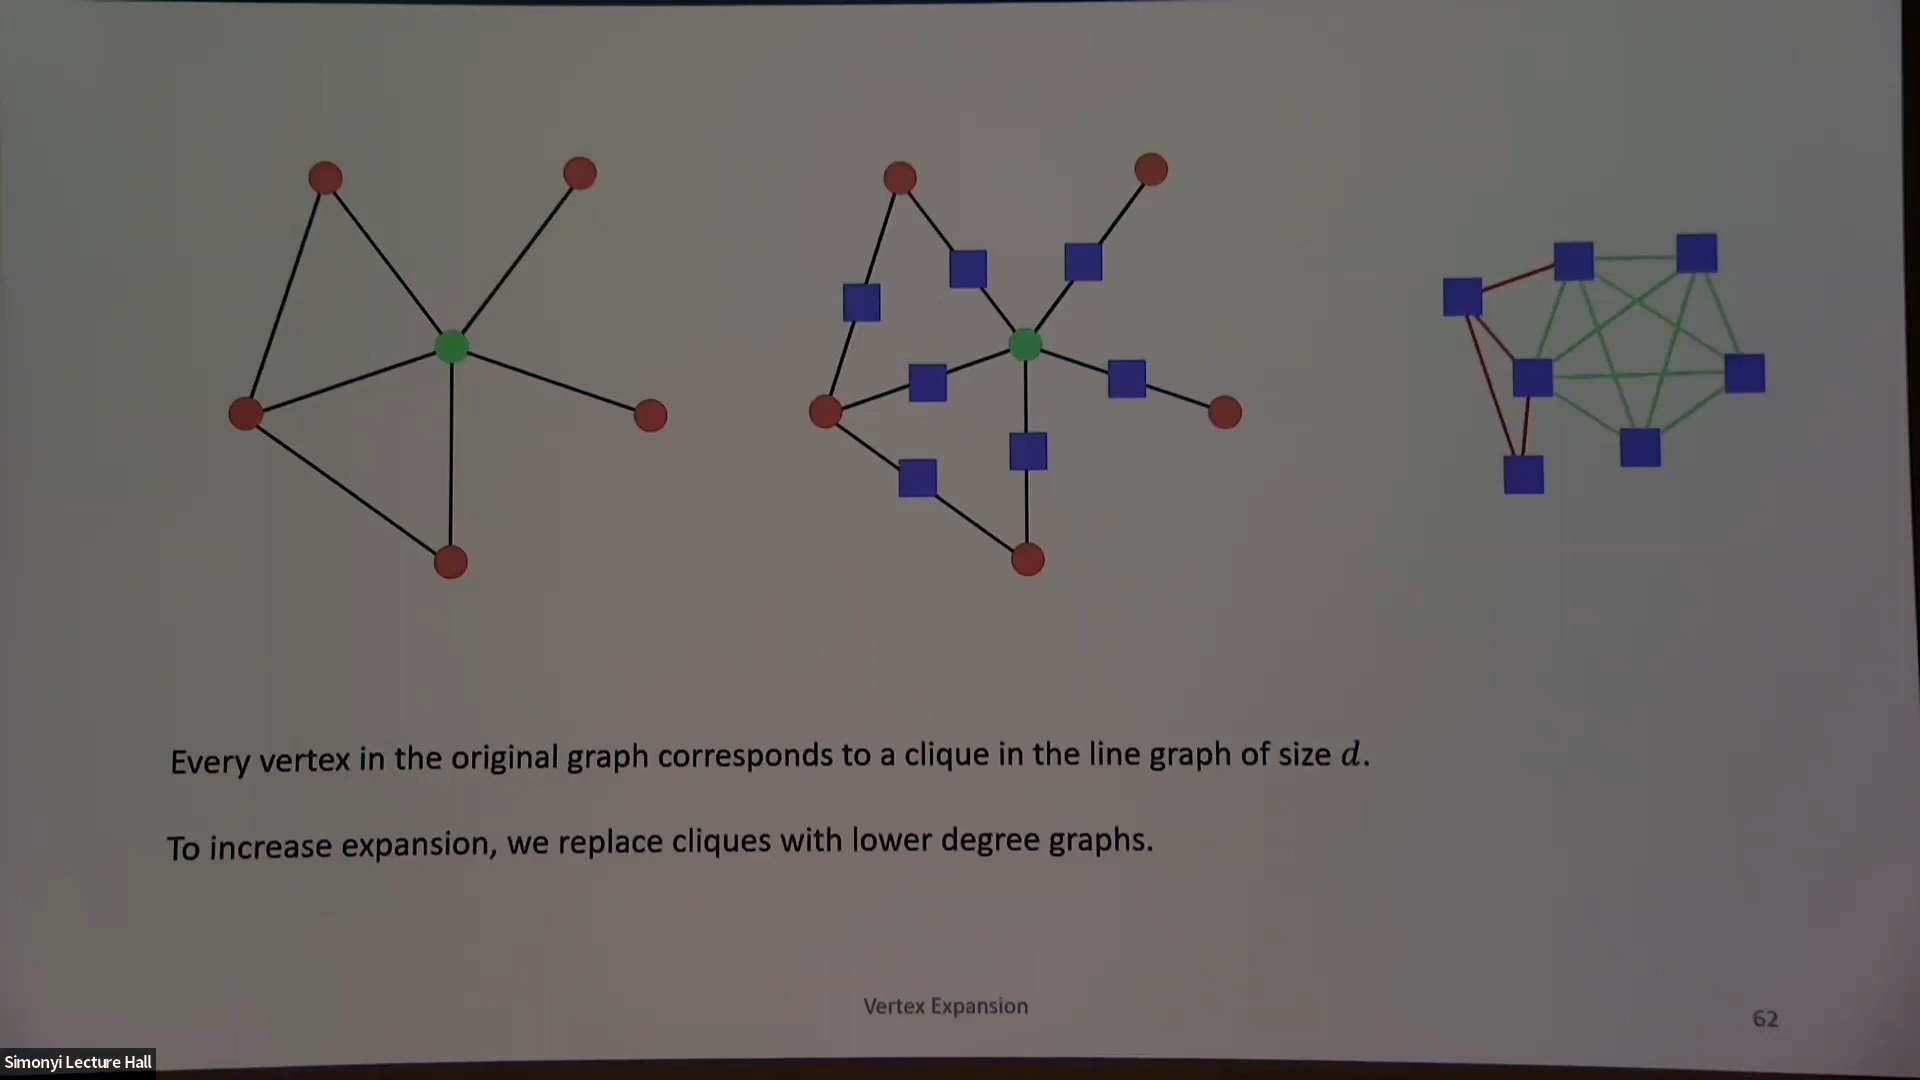 Every vertex in the original graph corresponds to a clique in the line graph of size d.
To increase expansion, we replace cliques with lower degree graphs.
Vertex Expansion
62
Simonyi Lecture Hall